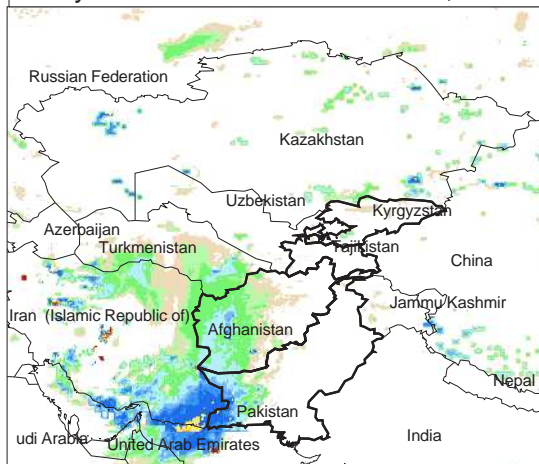 Russian Federation
Kazakhstan
Uzbekistan
Kyrgyzstan
Azerbaijan
Turkmenistan
Tajikistan
China
Jammu Kashmir
Iran (Islamic Republic of)
Afghanistan
Nepal
Pakistan
udi Arabia
United Arab Emirates
India